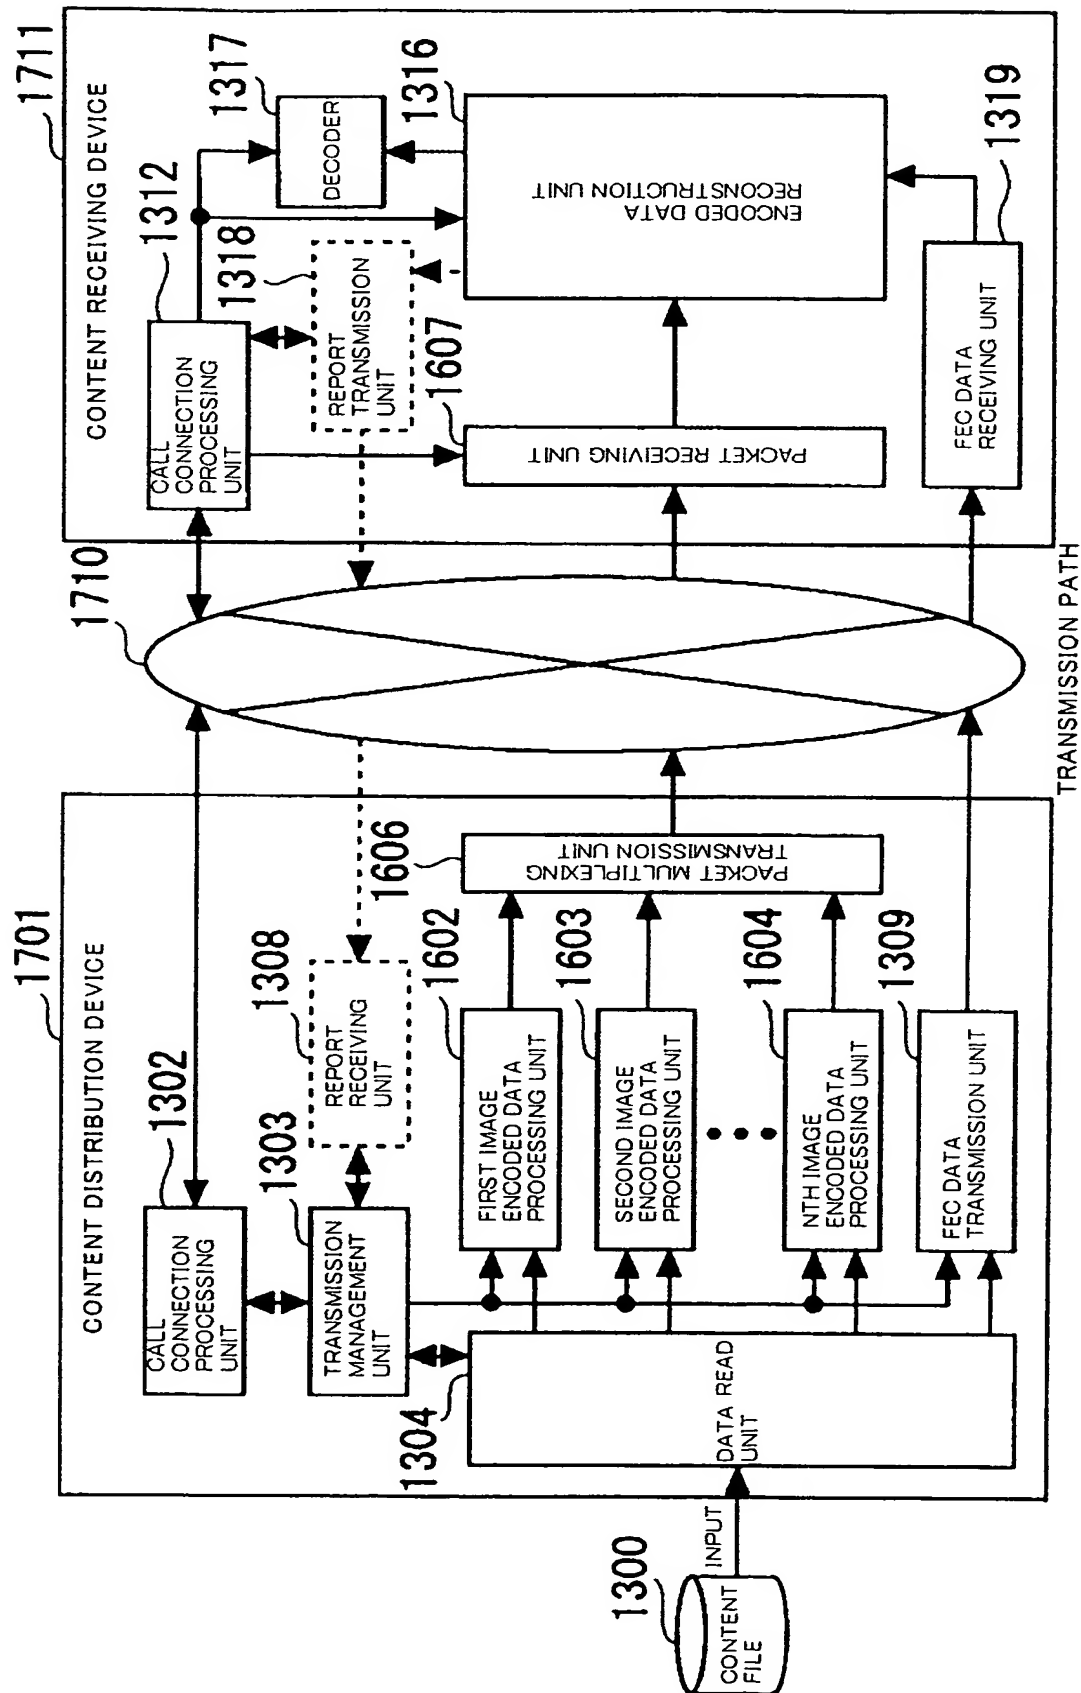 1701
CONTENT DISTRIBUTION DEVICE
1302
CALL
CONNECTION
PROCESSING
UNIT
1303
TRANSMISSION
MANAGEMENT
UNIT
1308
REPORT
RECEIVING
UNIT
1304
DATA READ
UNIT
1300
CONTENT
FILE
INPUT
1602
FIRST IMAGE
ENCODED DATA
PROCESSING UNIT
1603
SECOND IMAGE
ENCODED DATA
PROCESSING UNIT
1604
NTH IMAGE
ENCODED DATA
PROCESSING UNIT
1309
FEC DATA
TRANSMISSION UNIT
1606
PACKET MULTIPLEXING
TRANSMISSION UNIT
1710
TRANSMISSION PATH
1711
CONTENT RECEIVING DEVICE
1312
CALL
CONNECTION
PROCESSING
UNIT
1318
REPORT
TRANSMISSION
UNIT
1317
DECODER
1607
PACKET RECEIVING UNIT
1316
ENCODED DATA
RECONSTRUCTION UNIT
1319
FEC DATA
RECEIVING UNIT